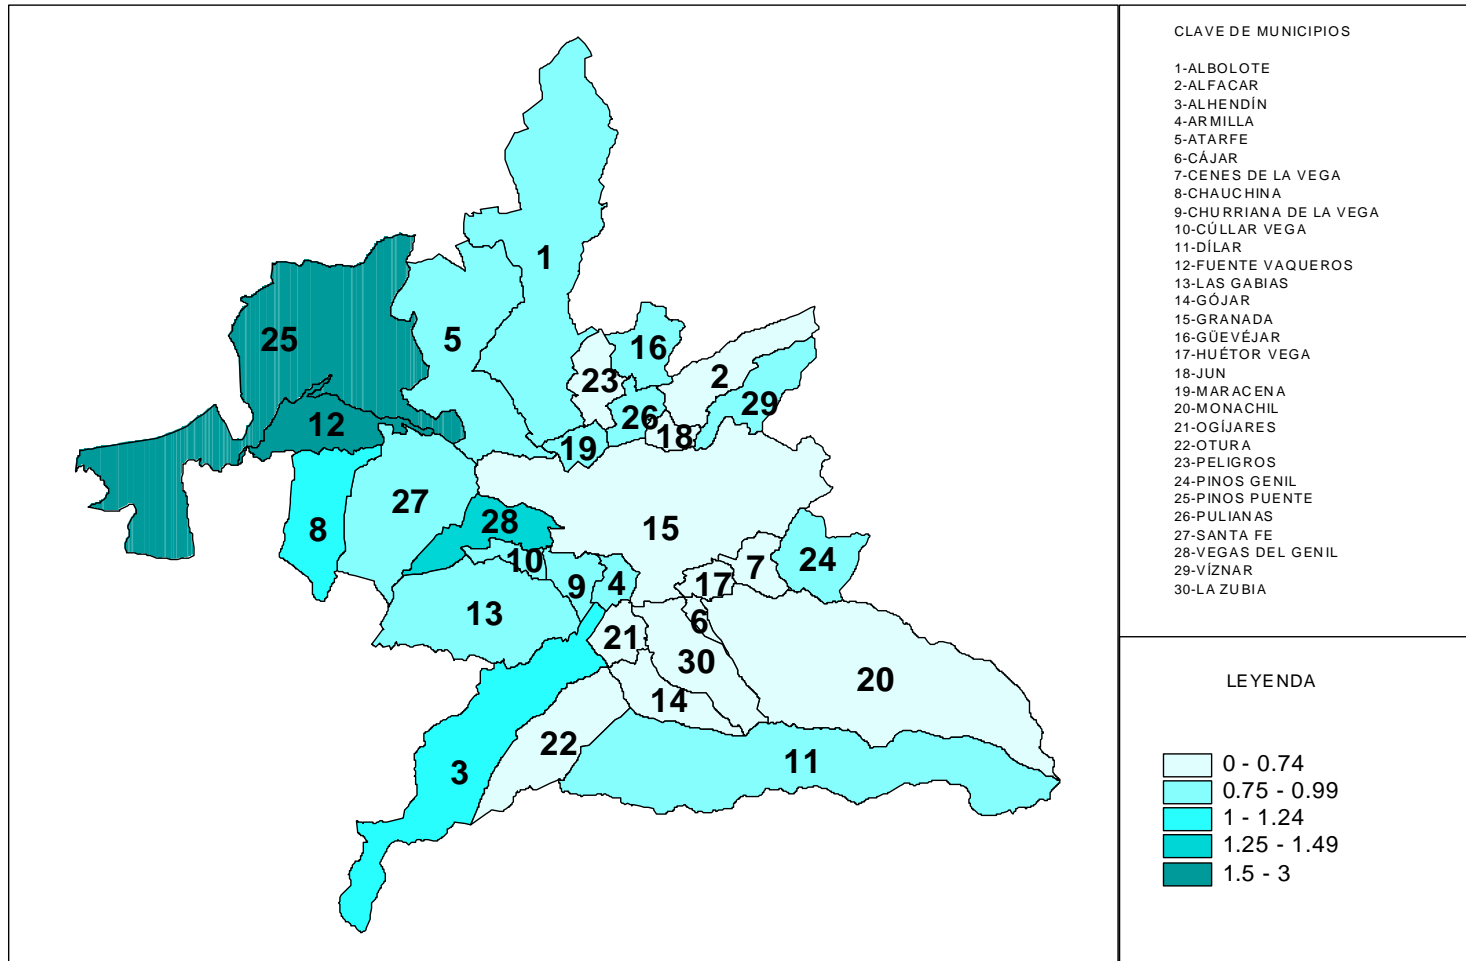 CLAVE DE MUNICIPIOS
1-ALBOLOTE
2-ALFACAR
3-ALHENDÍN
4-ARMILLA
5-ATARFE
6-CÁJAR
7-CENES DE LA VEGA
8-CHAUCHINA
9-CHURRIANA DE LA VEGA
10-CÚLLAR VEGA
11-DÍLAR
12-FUENTE VAQUEROS
13-LAS GABIAS
14-GÓJAR
15-GRANADA
16-GÜEVÉJAR
17-HUÉTOR VEGA
18-JUN
19-MARACENA
20-MONACHIL
21-OGÍJARES
22-OTURA
23-PELIGROS
24-PINOS GENIL
25-PINOS PUENTE
26-PULIANAS
27-SANTA FE
28-VEGAS DEL GENIL
29-VÍZNAR
30-LA ZUBIA
1
25
5
16
23
2
29
12
26
18
19
27
28
8
15
10
7
24
9
4
17
13
6
21
30
20
14
22
3
11
LEYENDA
0 - 0.74
0.75 - 0.99
1 - 1.24
1.25 - 1.49
1.5 - 3